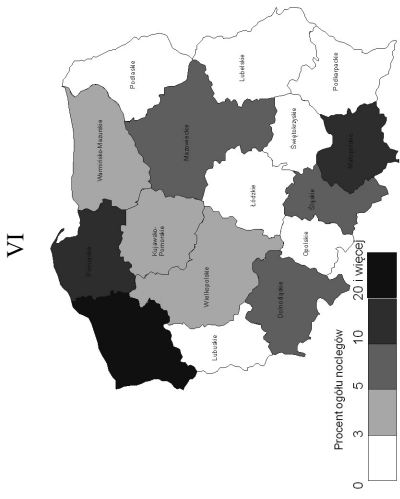 VI
Pomorskie
Warmińsko-Mazurskie
Podlaskie
Kujawsko-
Pomorskie
Mazowieckie
Wielkopolskie
Lubuskie
Łódzkie
Lubelskie
Dolnośląskie
Opolskie
Śląskie
Świętokrzyskie
Małopolskie
Podkarpackie
Procent ogółu noclegów
0 3 5 10 20 i więcej